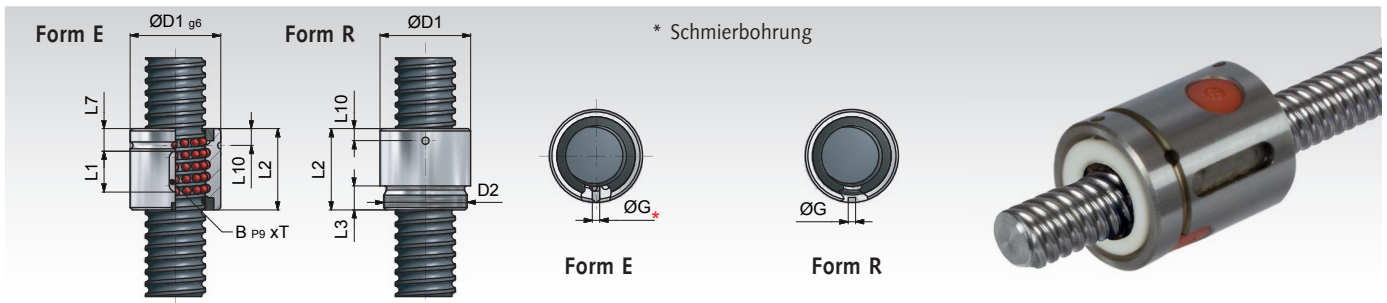 Form E
ØD1 g6
Form R
ØD1
* Schmierbohrung
L7
L1
L10
L2
B P9 xT
L10
L2
L3
D2
ØG*
Form E
ØG
Form R